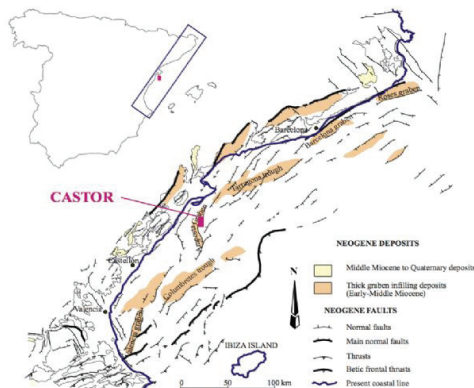 Roses graben
Barcelona
Barcelona graben
Tarragona trough
CASTOR
Castellón
Columbretes trough
Valencia
IBIZA ISLAND
NEOGENE DEPOSITS
Middle Miocene to Quaternary deposits
Thick graben infilling deposits
(Early-Middle Miocene)
NEOGENE FAULTS
N
Normal faults
Main normal faults
Thrusts
Betic frontal thrusts
Present coastal line
0 50 100 km